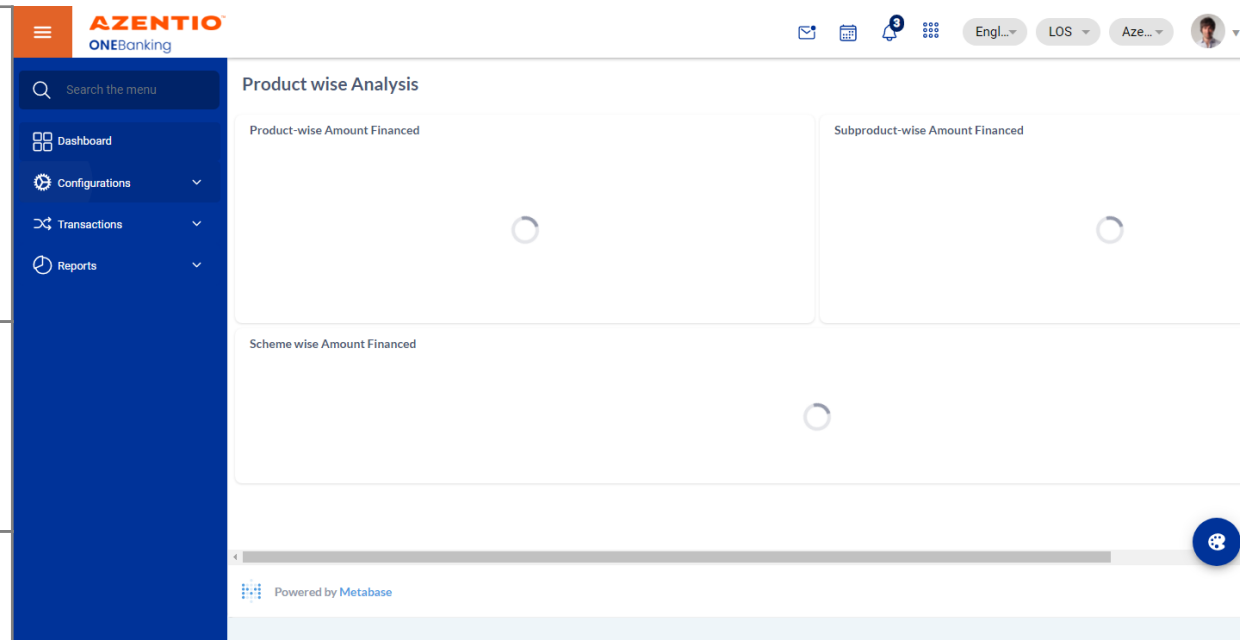 AZENTIO
ONEBanking
3
Engl...
LOS
Aze...
Search the menu
Dashboard
Configurations
Transactions
Reports
Product wise Analysis
Product-wise Amount Financed
Subproduct-wise Amount Financed
Scheme wise Amount Financed
Powered by Metabase